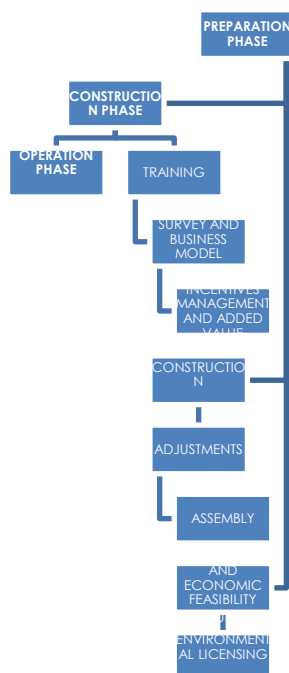 PREPARATION
PHASE
CONSTRUCTIO
N PHASE
OPERATION
PHASE
TRAINING
SURVEY AND
BUSINESS
MODEL
INCENTIVES
MANAGEMENT
AND ADDED
VALUE
CONSTRUCTIO
N
ADJUSTMENTS
ASSEMBLY
AND
ECONOMIC
FEASIBILITY
ENVIRONMENT
AL LICENSING